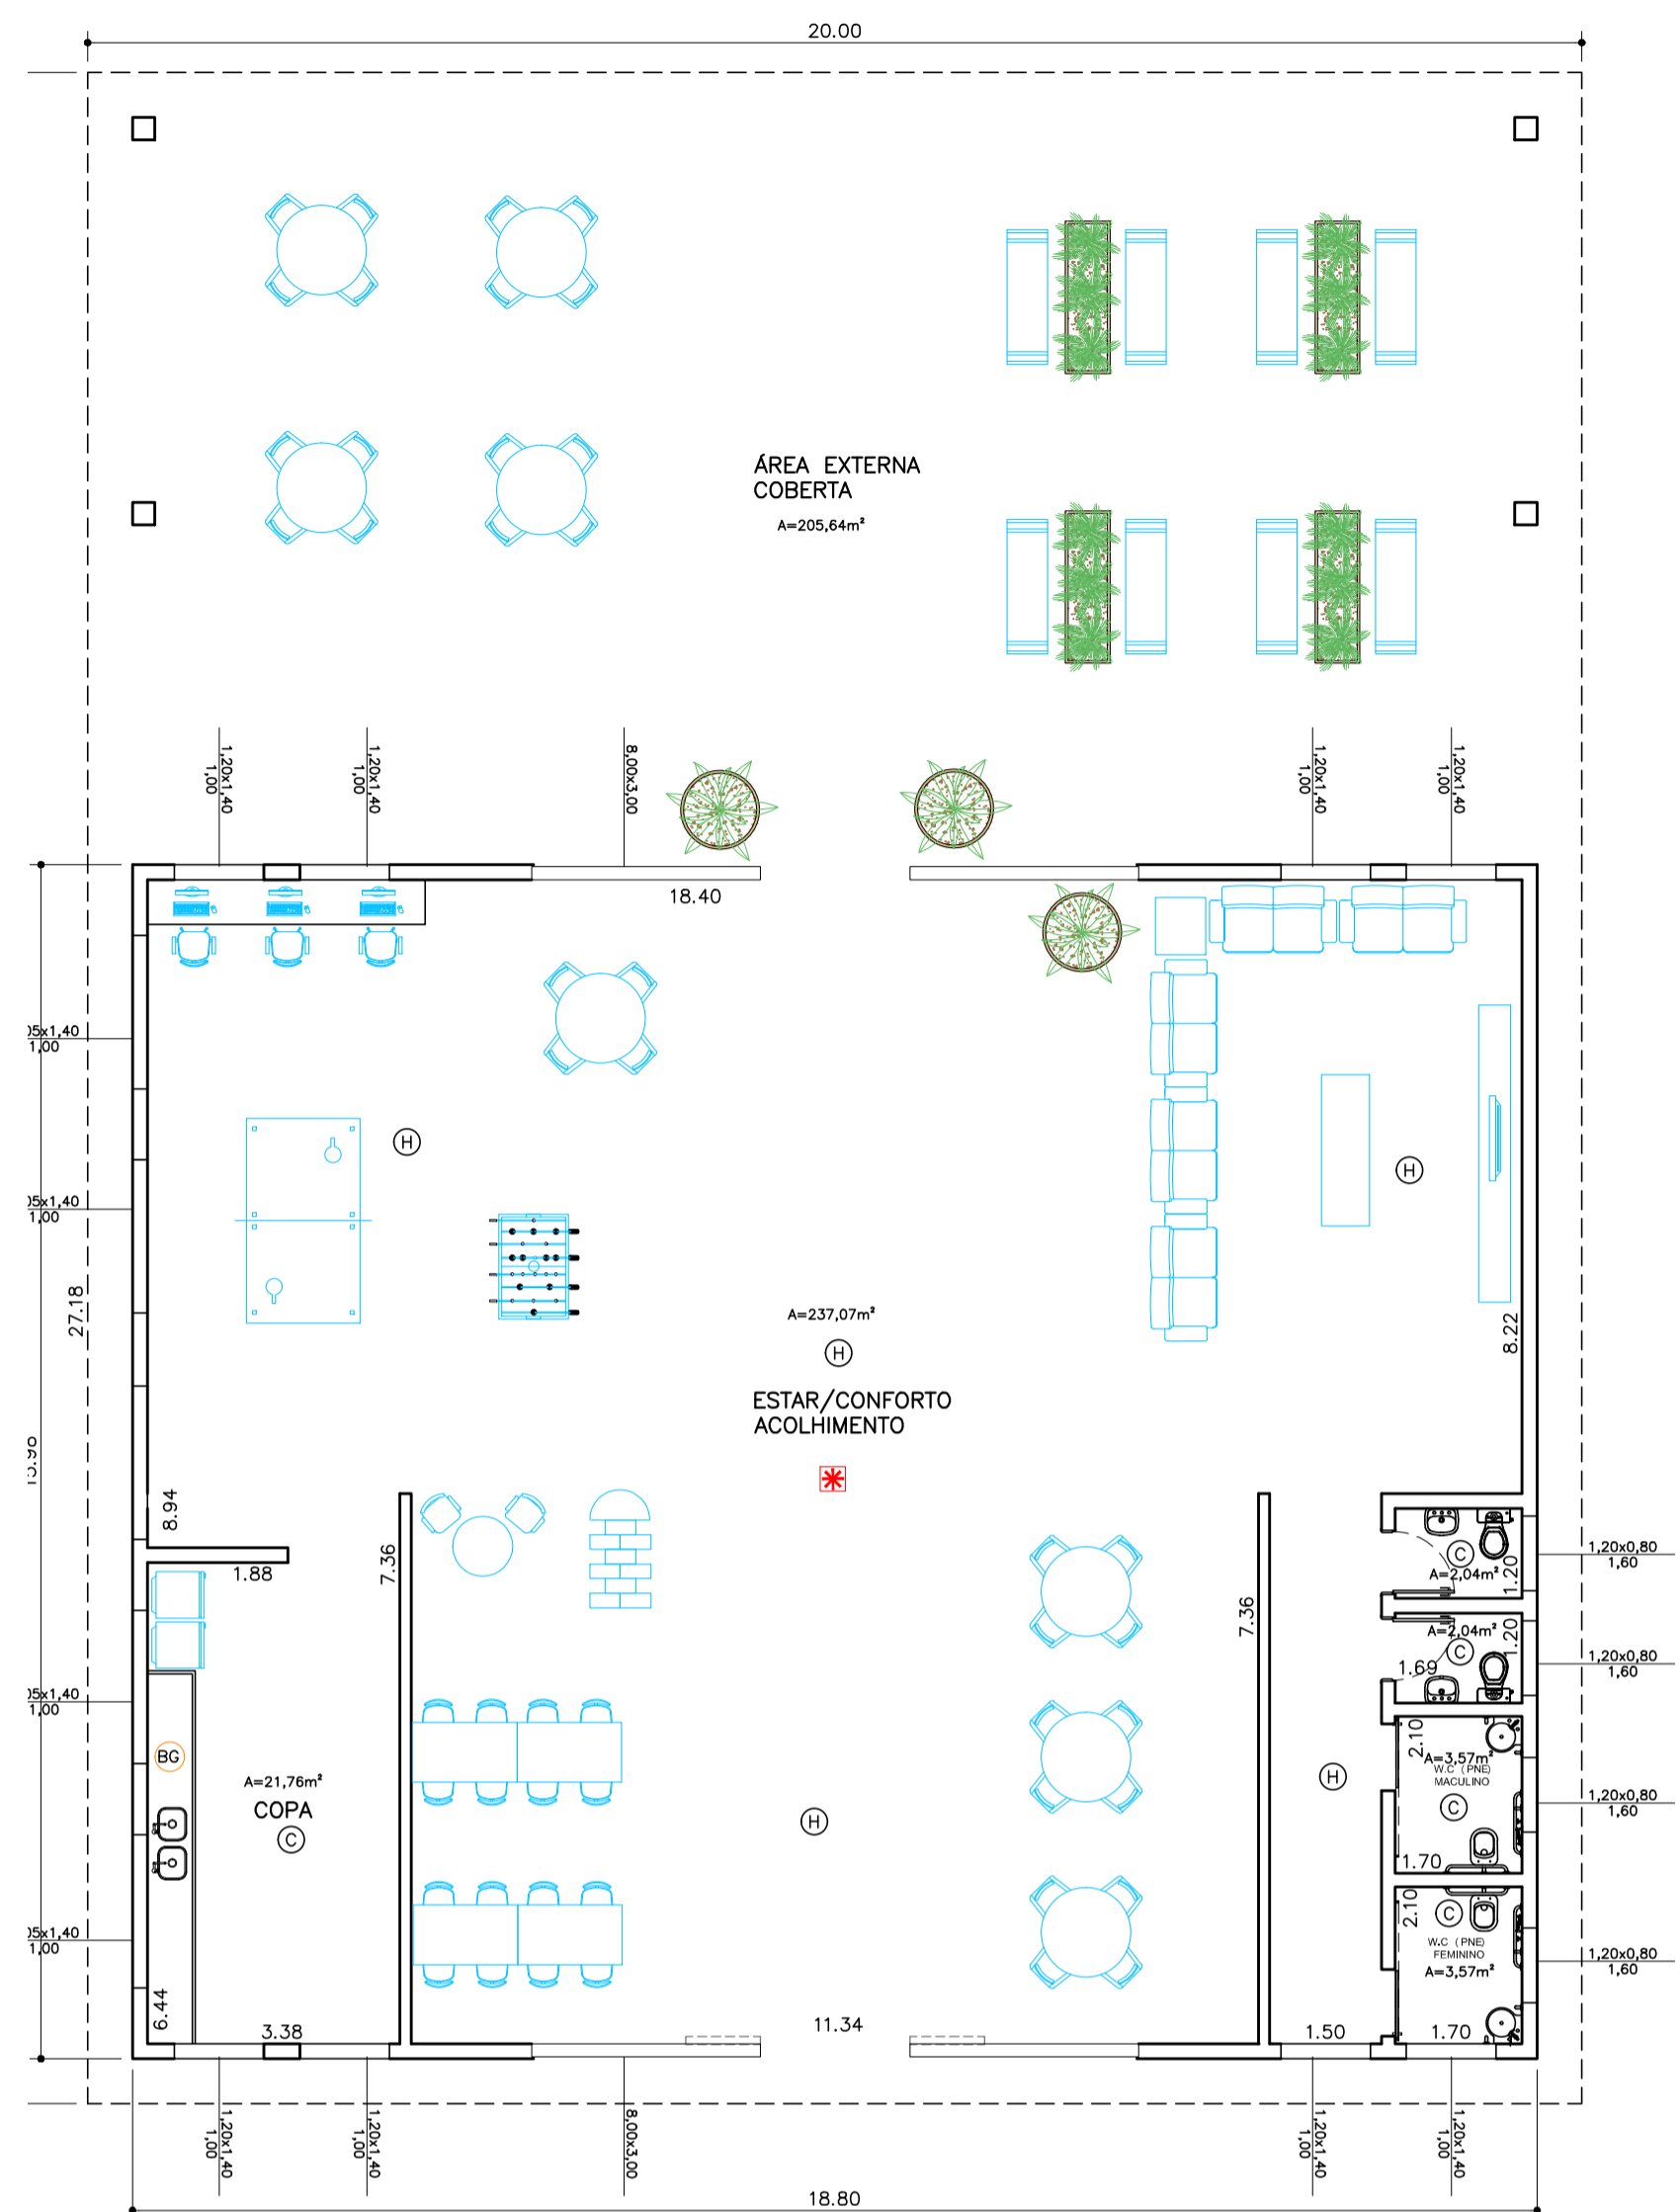 20.00
ÁREA EXTERNA
COBERTA
A=205,64m²
1,20x1,40
1,00
1,20x1,40
1,00
8,00x3,00
1,20x1,40
1,00
1,20x1,40
1,00
18.40
1,00
1,00
27.18
H
H
A=237,07m²
H
ESTAR/CONFORTO
ACOLHIMENTO
8.22
8.94
1.88
7.36
7.36
C
A=2,04m²
1.20
1,20x0,80
1,60
A=2,04m²
1.20
C
1.69
1,20x0,80
1,60
1,00
BG
A=21,76m²
COPA
C
H
H
2.10
A=3,57m²
W.C (PNE)
MACULINO
C
1.70
1,20x0,80
1,60
2.10
C
W.C (PNE)
FEMININO
A=3,57m²
1,20x0,80
1,60
1,00
6.44
3.38
11.34
1.50
1.70
1,20x1,40
1,00
1,20x1,40
1,00
8,00x3,00
1,20x1,40
1,00
1,20x1,40
1,00
18.80